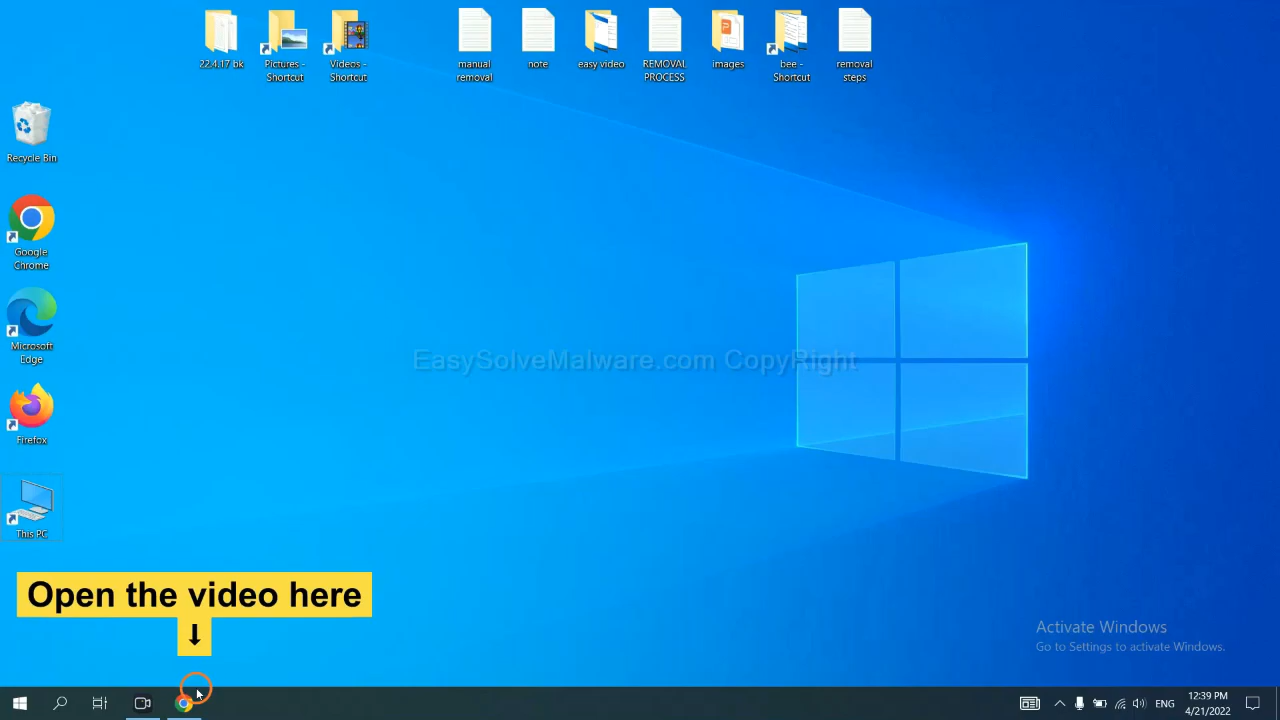 22.4.17 bk
Pictures -
Shortcut
Videos -
Shortcut
manual
removal
note
easy video
REMOVAL
PROCESS
images
bee -
Shortcut
removal
steps
Recycle Bin
Google
Chrome
Microsoft
Edge
Firefox
This PC
EasySolveMalware.com CopyRight
Open the video here
↓
Activate Windows
Go to Settings to activate Windows.
ENG
12:39 PM
4/21/2022